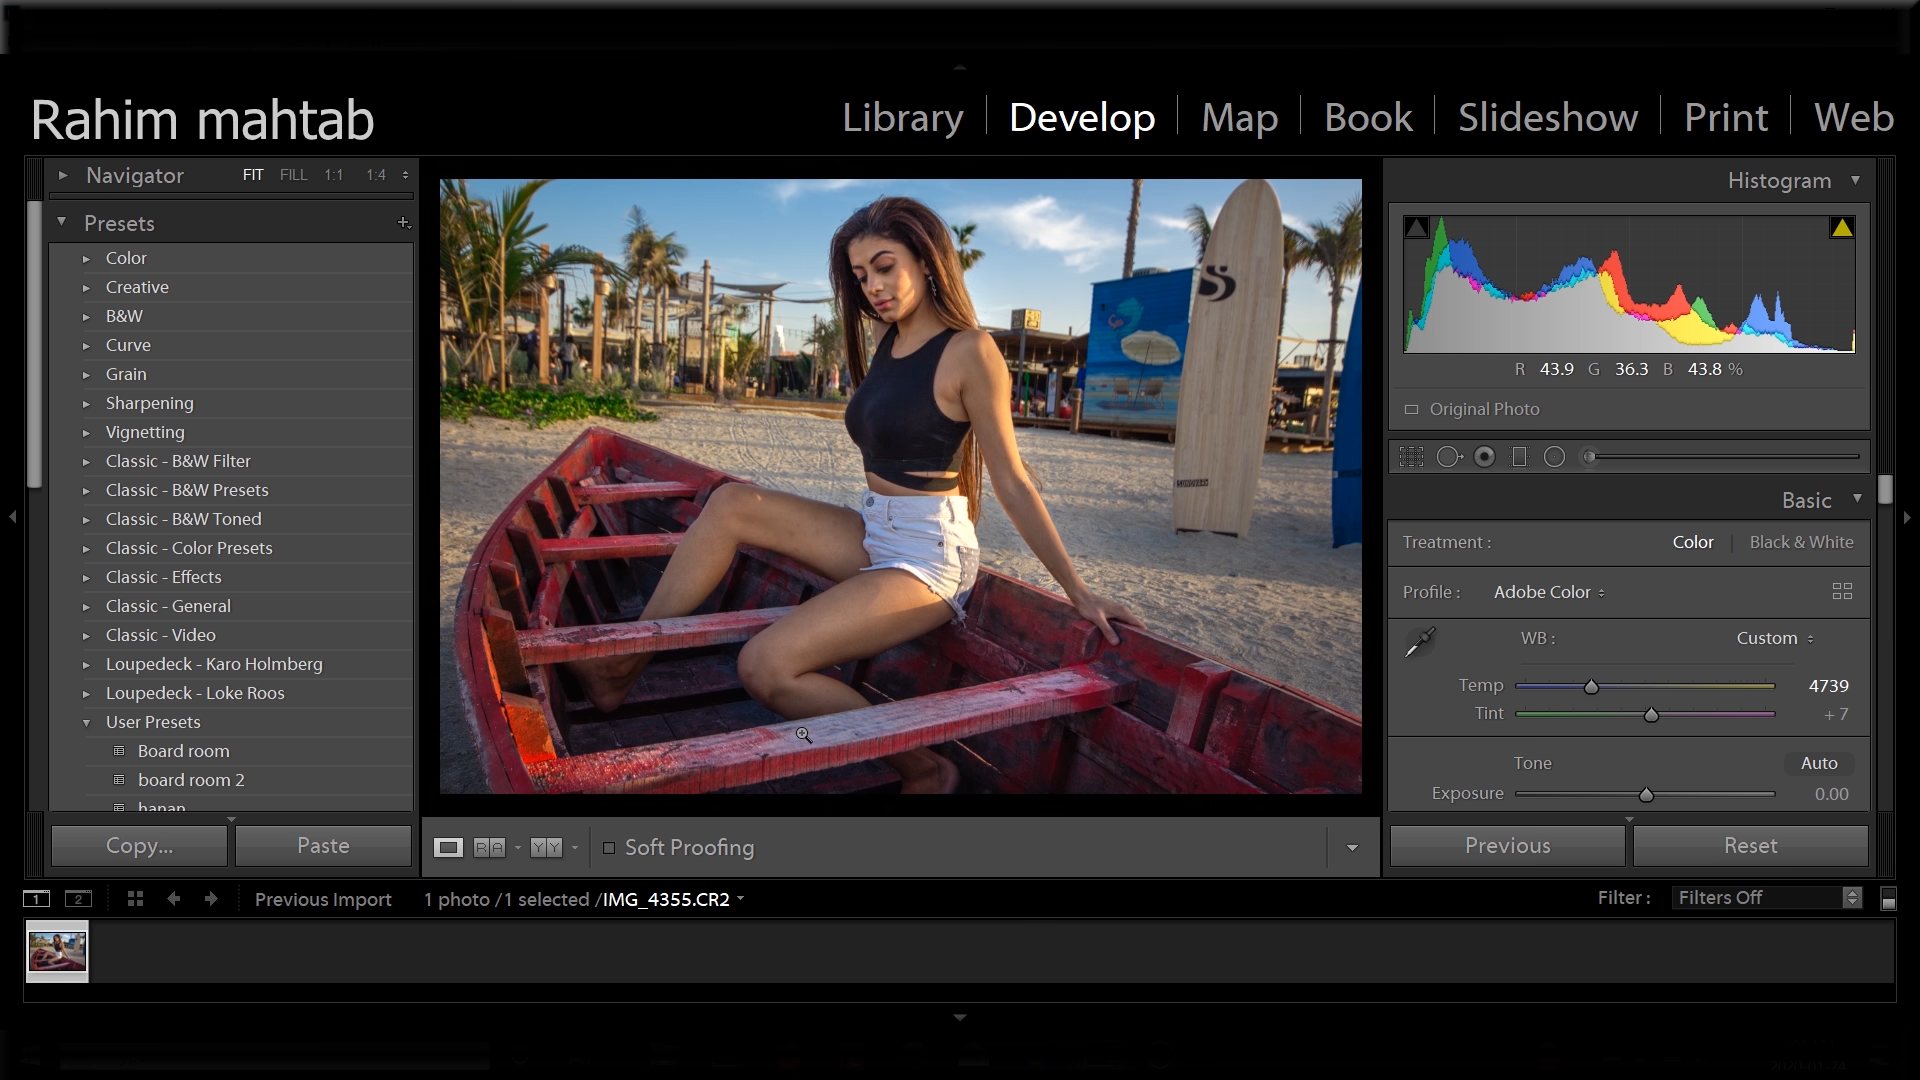 Rahim mahtab
Library Develop Map Book Slideshow Print Web
Navigator FIT FILL 1:1 1:4
Presets
Color
Creative
B&W
Curve
Grain
Sharpening
Vignetting
Classic - B&W Filter
Classic - B&W Presets
Classic - B&W Toned
Classic - Color Presets
Classic - Effects
Classic - General
Classic - Video
Loupedeck - Karo Holmberg
Loupedeck - Loke Roos
User Presets
Board room
board room 2
hanan
Copy...
Paste
Histogram
R 43.9 G 36.3 B 43.8 %
Original Photo
Basic
Treatment : Color Black & White
Profile : Adobe Color
WB : Custom
Temp 4739
Tint + 7
Tone Auto
Exposure 0.00
Previous
Reset
R A Y Y Soft Proofing
1 2 Previous Import 1 photo / 1 selected / IMG_4355.CR2
Filter : Filters Off